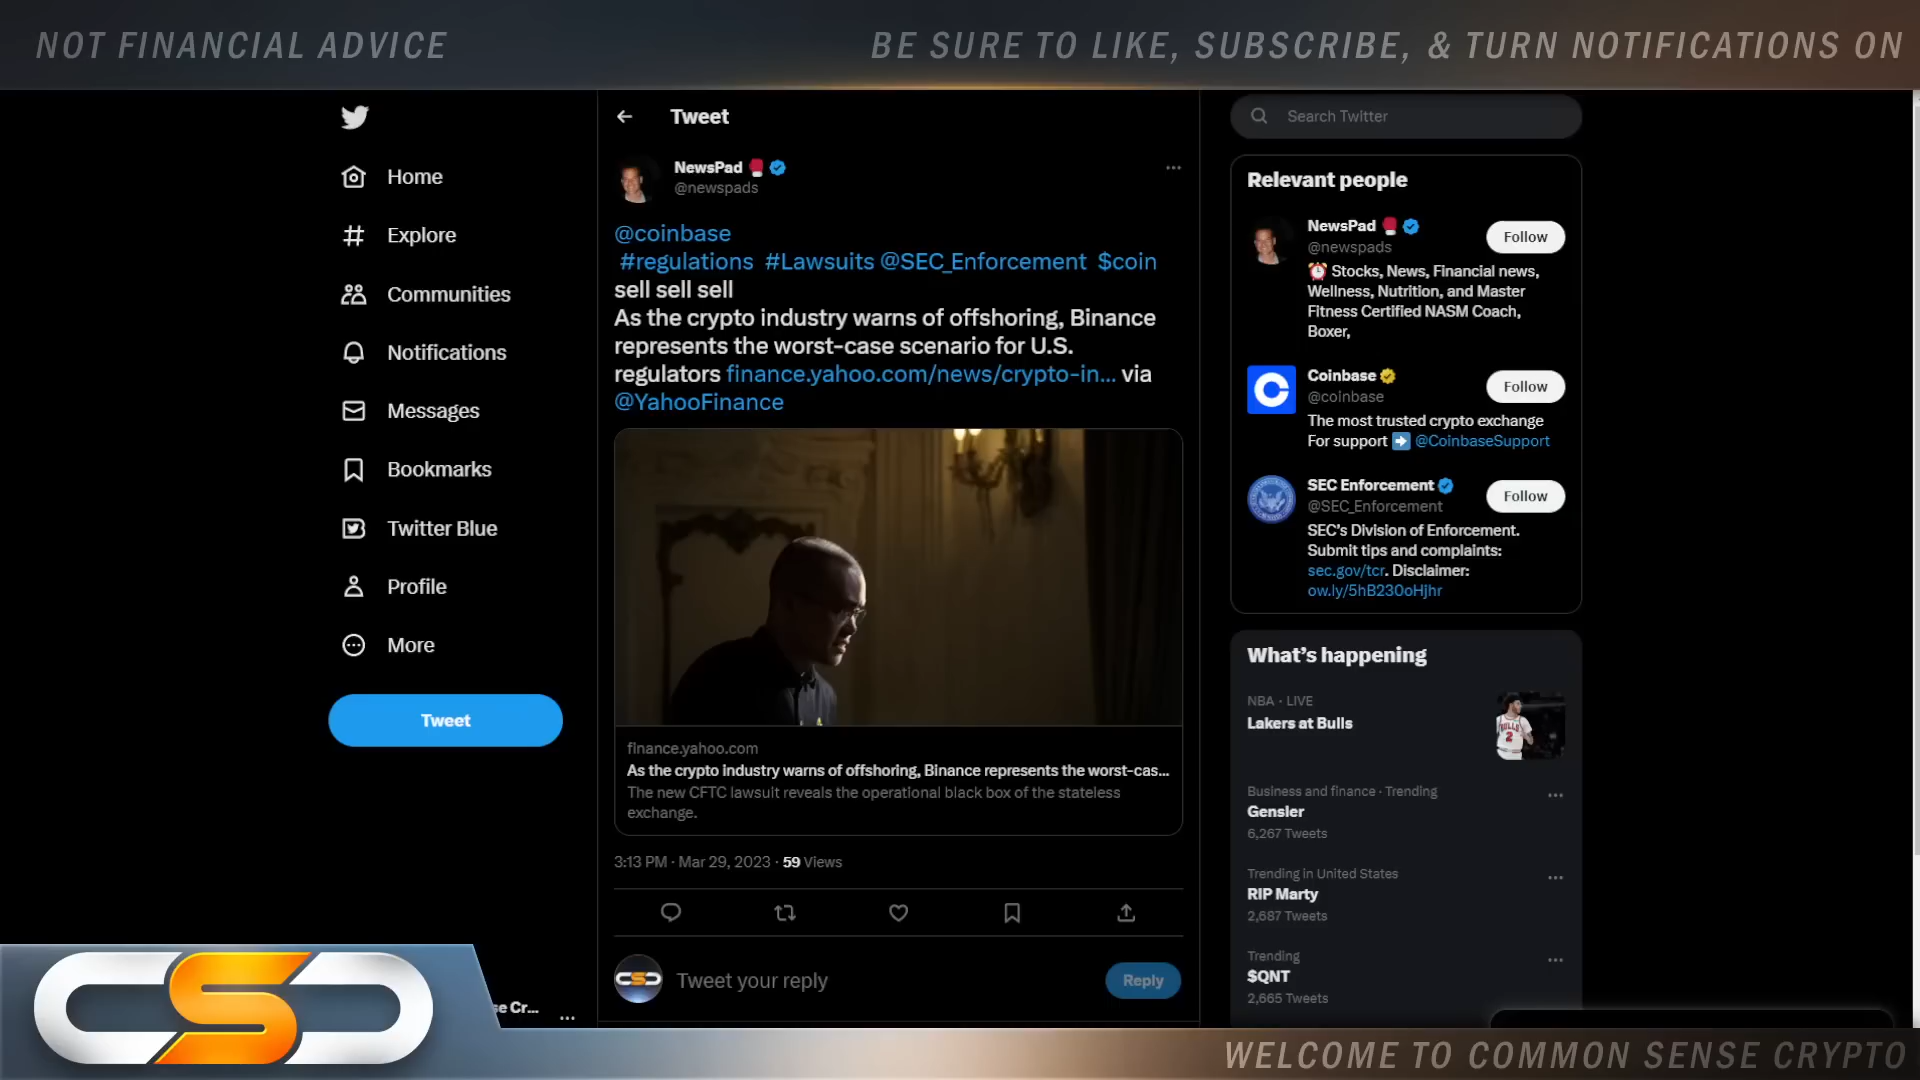 NOT FINANCIAL ADVICE
BE SURE TO LIKE, SUBSCRIBE, & TURN NOTIFICATIONS ON
Home
Explore
Communities
Notifications
Messages
Bookmarks
Twitter Blue
Profile
More
Tweet
se Cr...
Tweet
NewsPad
@newspads
@coinbase
#regulations #Lawsuits @SEC_Enforcement $coin
sell sell sell
As the crypto industry warns of offshoring, Binance
represents the worst-case scenario for U.S.
regulators finance.yahoo.com/news/crypto-in... via
@YahooFinance
finance.yahoo.com
As the crypto industry warns of offshoring, Binance represents the worst-cas...
The new CFTC lawsuit reveals the operational black box of the stateless
exchange.
3:13 PM · Mar 29, 2023 · 59 Views
Tweet your reply
Reply
Search Twitter
Relevant people
NewsPad
@newspads
Follow
Stocks, News, Financial news,
Wellness, Nutrition, and Master
Fitness Certified NASM Coach,
Boxer,
Coinbase
@coinbase
Follow
The most trusted crypto exchange
For support @CoinbaseSupport
SEC Enforcement
@SEC_Enforcement
Follow
SEC's Division of Enforcement.
Submit tips and complaints:
sec.gov/tcr. Disclaimer:
ow.ly/5hB230oHjhr
What's happening
NBA · LIVE
Lakers at Bulls
BULLS
2
Business and finance · Trending
Gensler
6,267 Tweets
Trending in United States
RIP Marty
2,687 Tweets
Trending
$QNT
2,665 Tweets
CSC
WELCOME TO COMMON SENSE CRYPTO